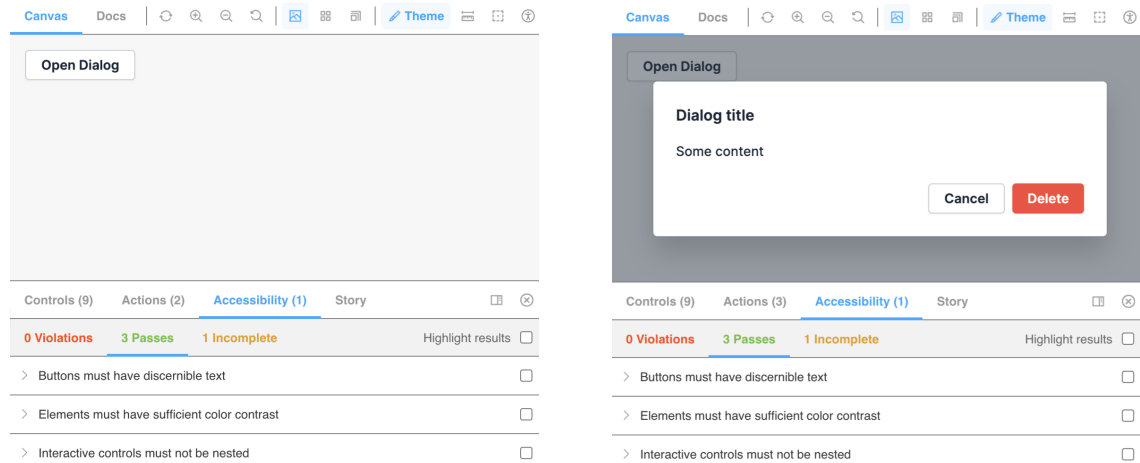 Canvas Docs Theme
Open Dialog
Controls (9) Actions (2) Accessibility (1) Story
0 Violations 3 Passes 1 Incomplete Highlight results
Buttons must have discernible text
Elements must have sufficient color contrast
Interactive controls must not be nested
Canvas Docs Theme
Open Dialog
Dialog title
Some content
Cancel Delete
Controls (9) Actions (3) Accessibility (1) Story
0 Violations 3 Passes 1 Incomplete Highlight results
Buttons must have discernible text
Elements must have sufficient color contrast
Interactive controls must not be nested